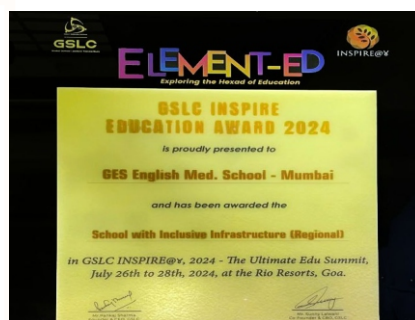 GSLC
ELEMENT-ED
Exploring the Hexad of Education
INSPIRE@¥
GSLC INSPIRE
EDUCATION AWARD 2024
is proudly presented to
GES English Med. School - Mumbai
and has been awarded the
School with Inclusive Infrastructure (Regional)
in GSLC INSPIRE@¥, 2024 - The Ultimate Edu Summit,
July 26th to 28th, 2024, at the Rio Resorts, Goa.